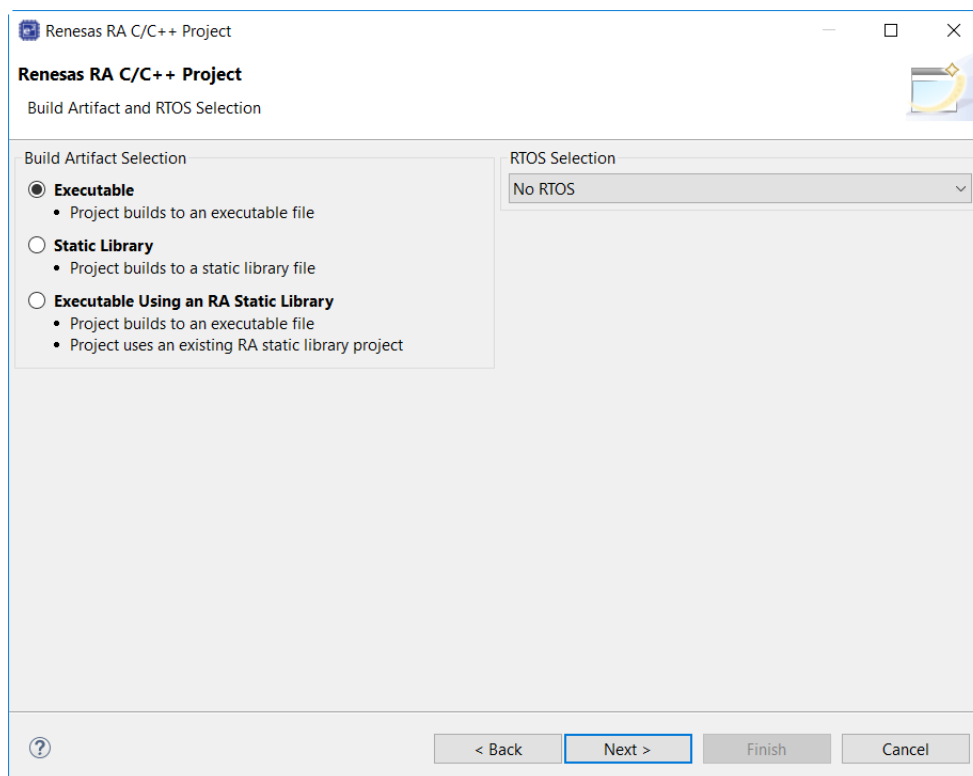 Renesas RA C/C++ Project
Renesas RA C/C++ Project
Build Artifact and RTOS Selection
Build Artifact Selection
Executable
• Project builds to an executable file
Static Library
• Project builds to a static library file
Executable Using an RA Static Library
• Project builds to an executable file
• Project uses an existing RA static library project
RTOS Selection
No RTOS
?
< Back Next > Finish Cancel